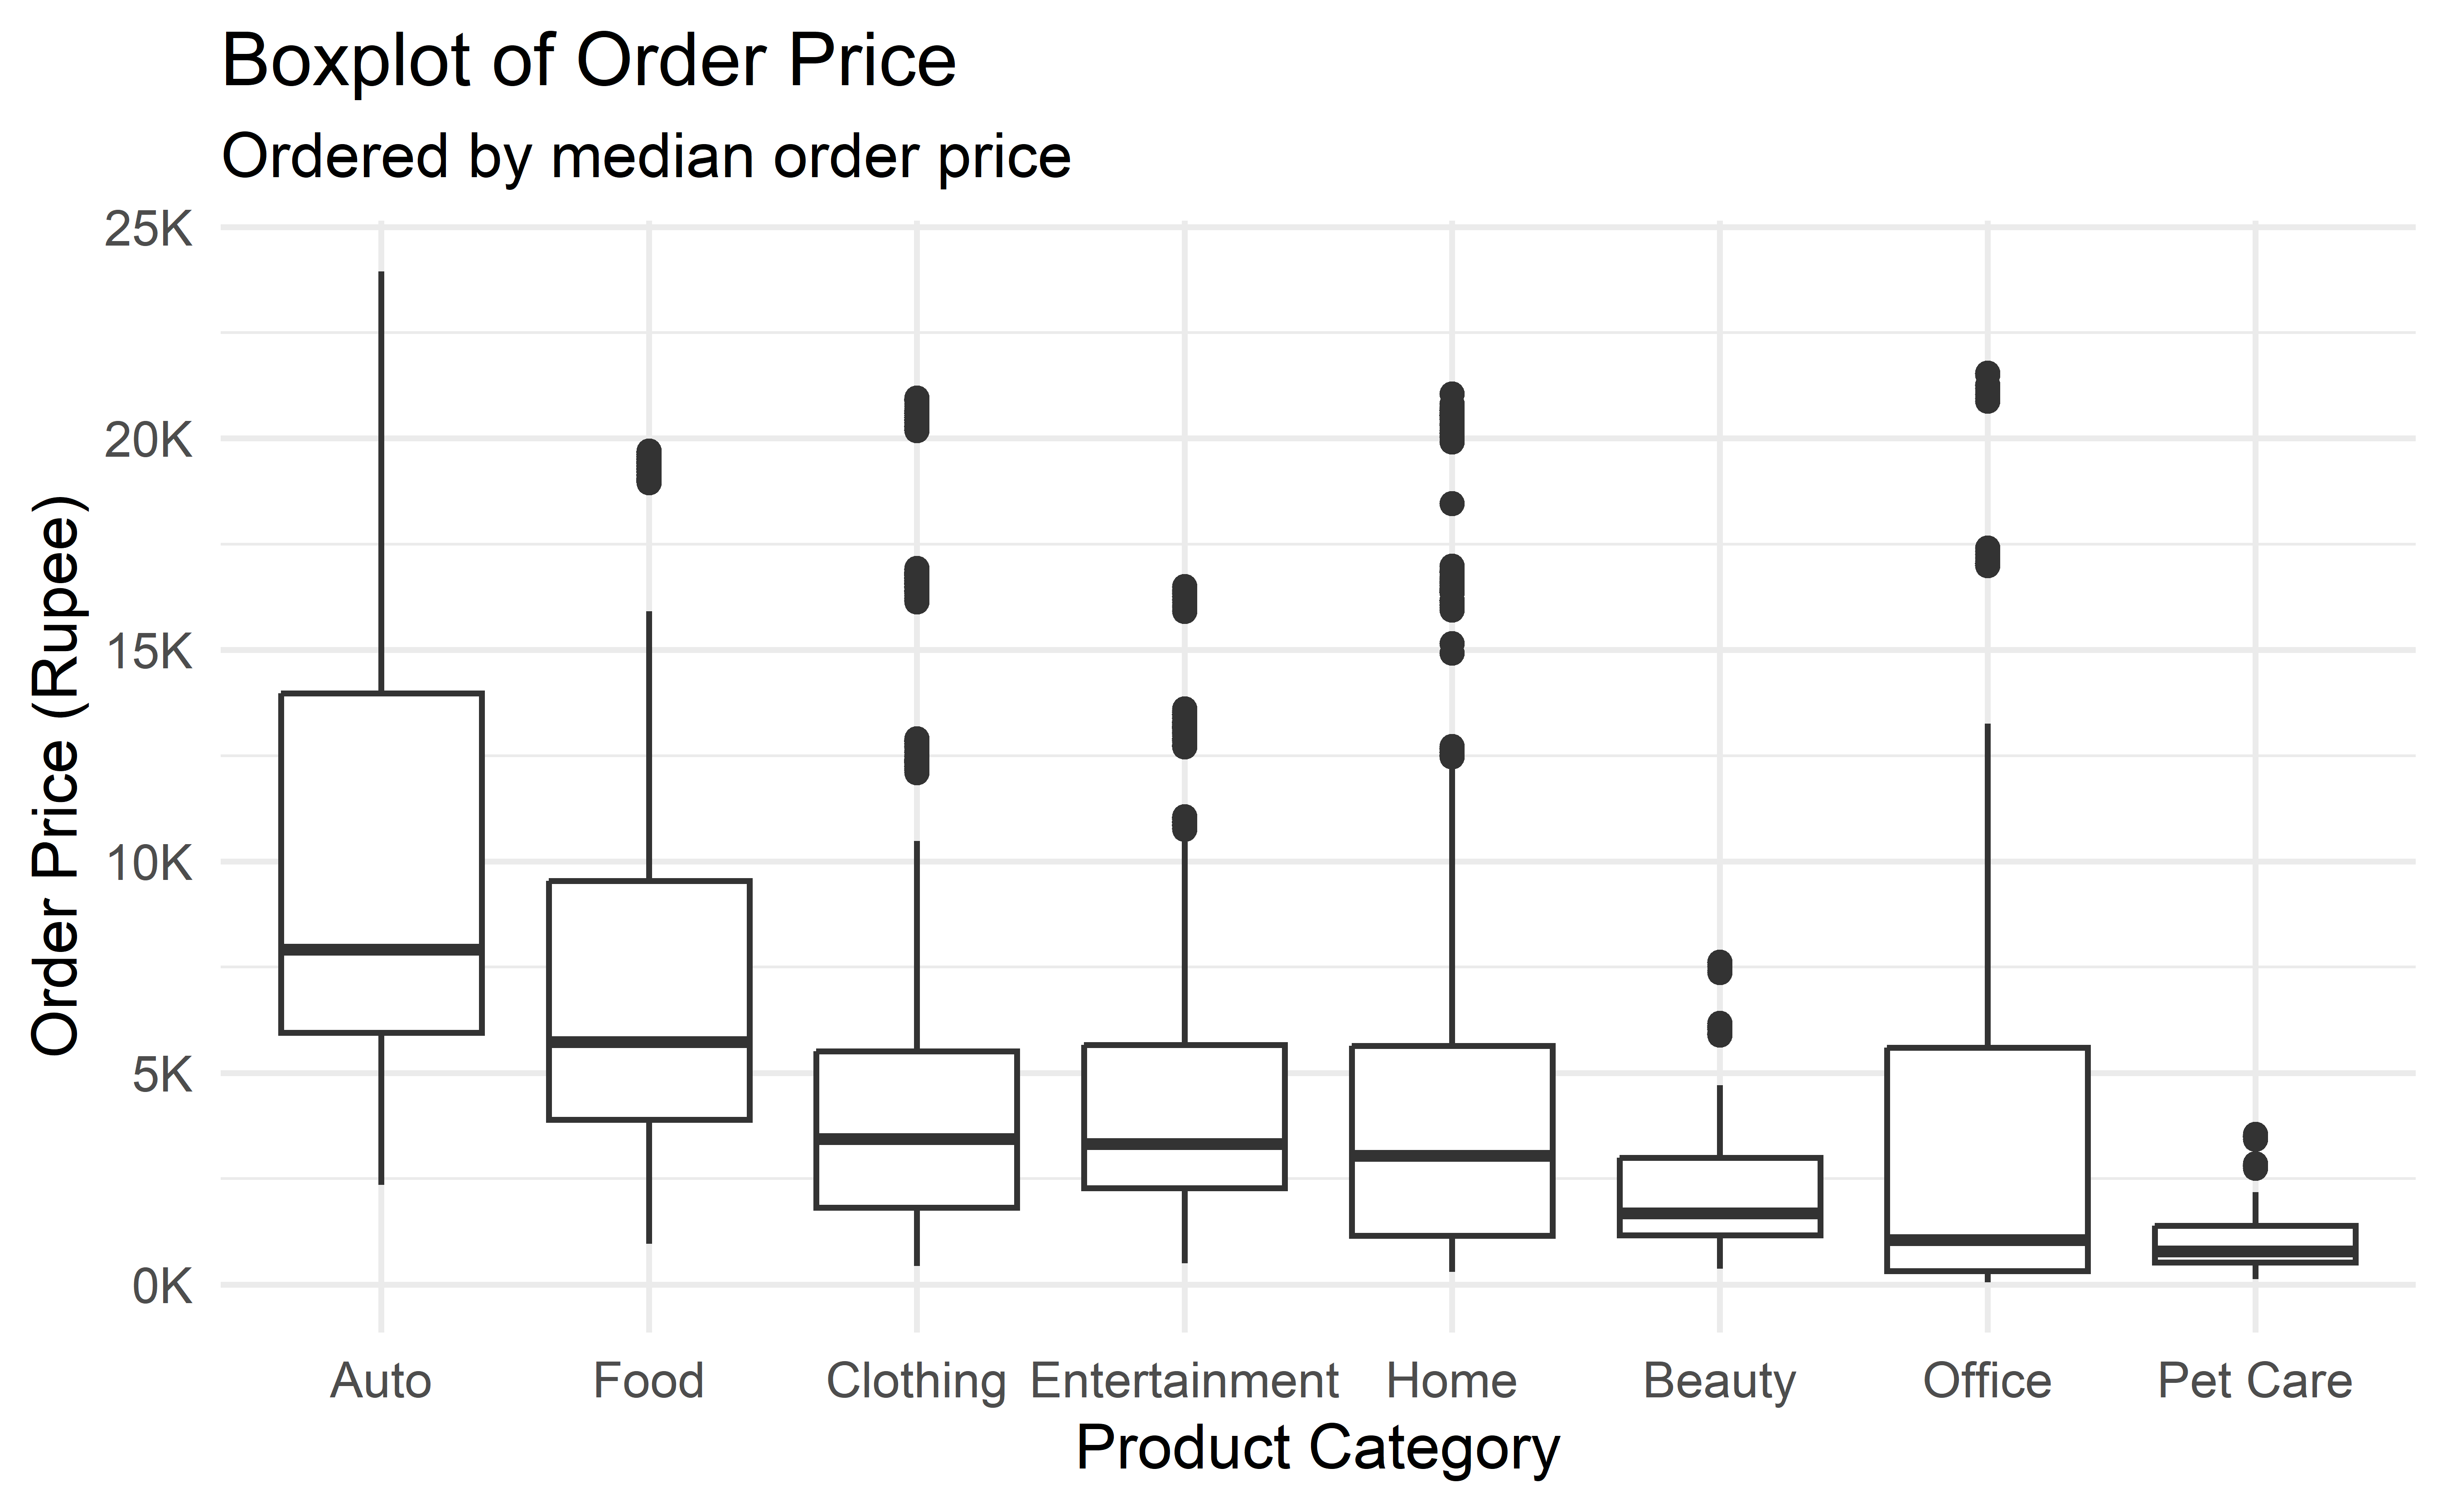 Boxplot of Order Price
Ordered by median order price
25K
20K
15K
10K
5K
0K
Order Price (Rupee)
Auto Food Clothing Entertainment Home Beauty Office Pet Care
Product Category